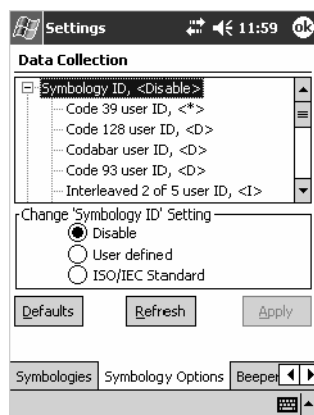 Settings 11:59 ok
Data Collection
Symbology ID, <Disable>
Code 39 user ID, <*>
Code 128 user ID, <D>
Codabar user ID, <D>
Code 93 user ID, <D>
Interleaved 2 of 5 user ID, <I>
Change 'Symbology ID' Setting
Disable
User defined
ISO/IEC Standard
Defaults Refresh Apply
Symbologies Symbology Options Beeper